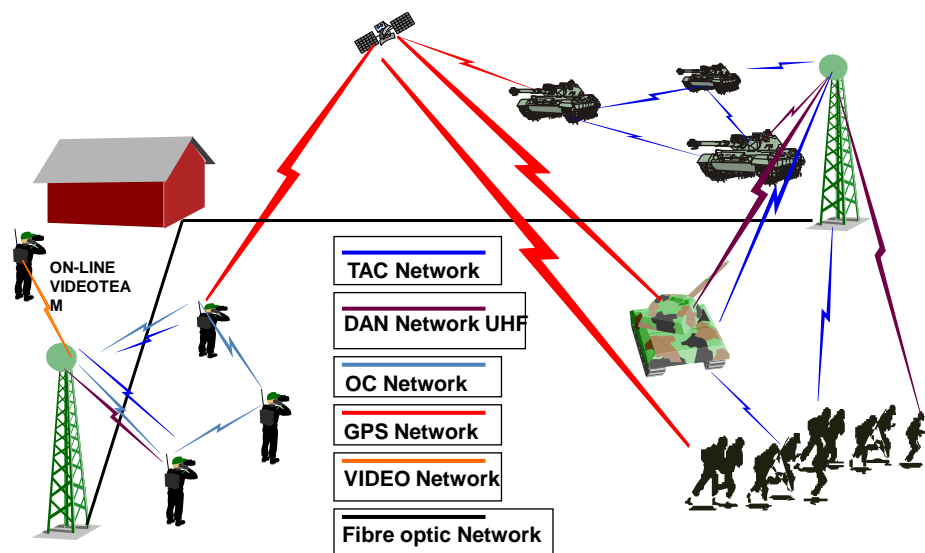 ON-LINE
VIDEOTEA
M
TAC Network
DAN Network UHF
OC Network
GPS Network
VIDEO Network
Fibre optic Network